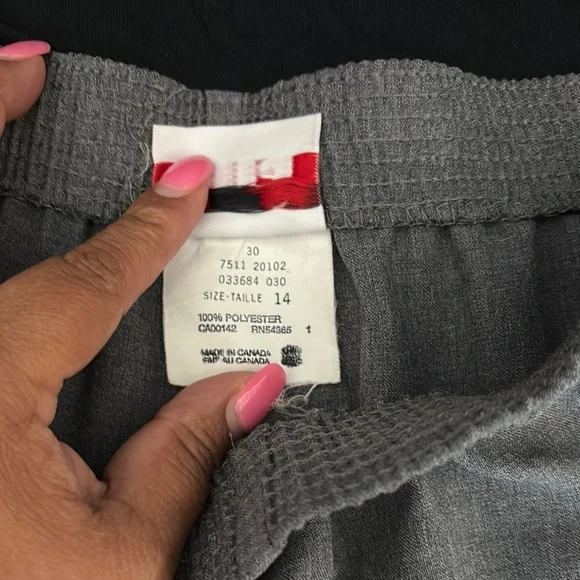 30
7511 20102
033684 030
SIZE-TAILLE 14
100% POLYESTER
CA00142 RN54365 1
MADE IN CANADA
FAIT AU CANADA